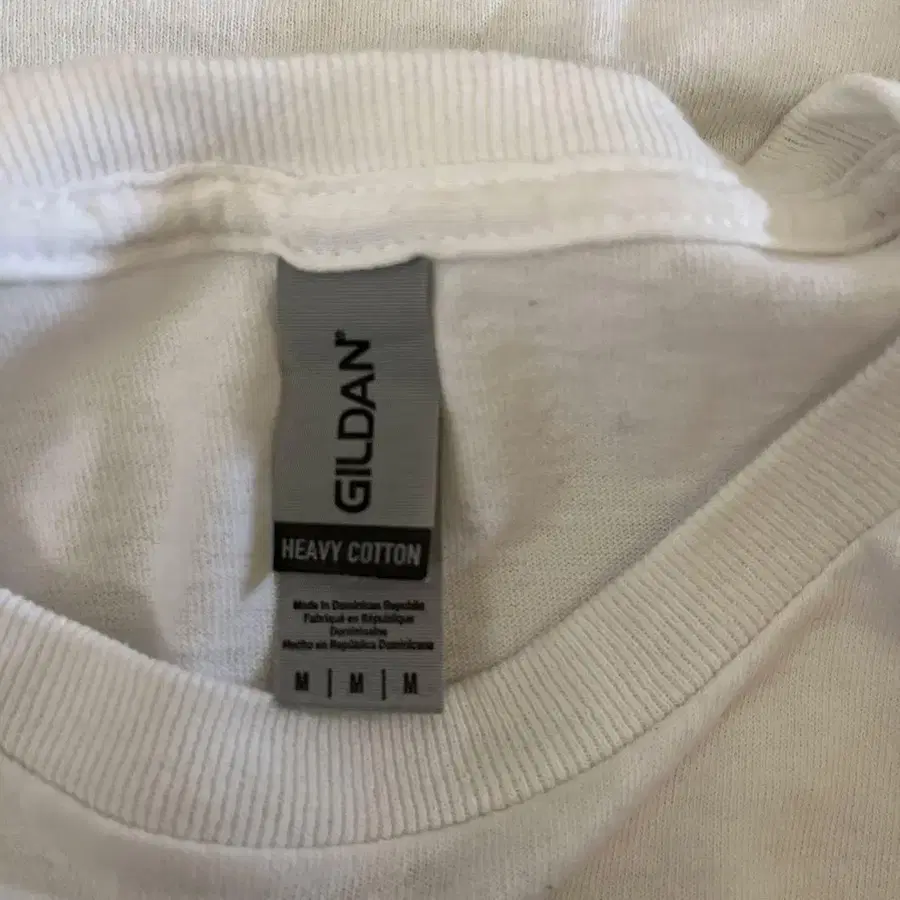 GILDAN®
HEAVY COTTON
Made in Dominican Republic
Fabriqué en République
Dominicaine
Hecho en República Dominicana
M | M | M